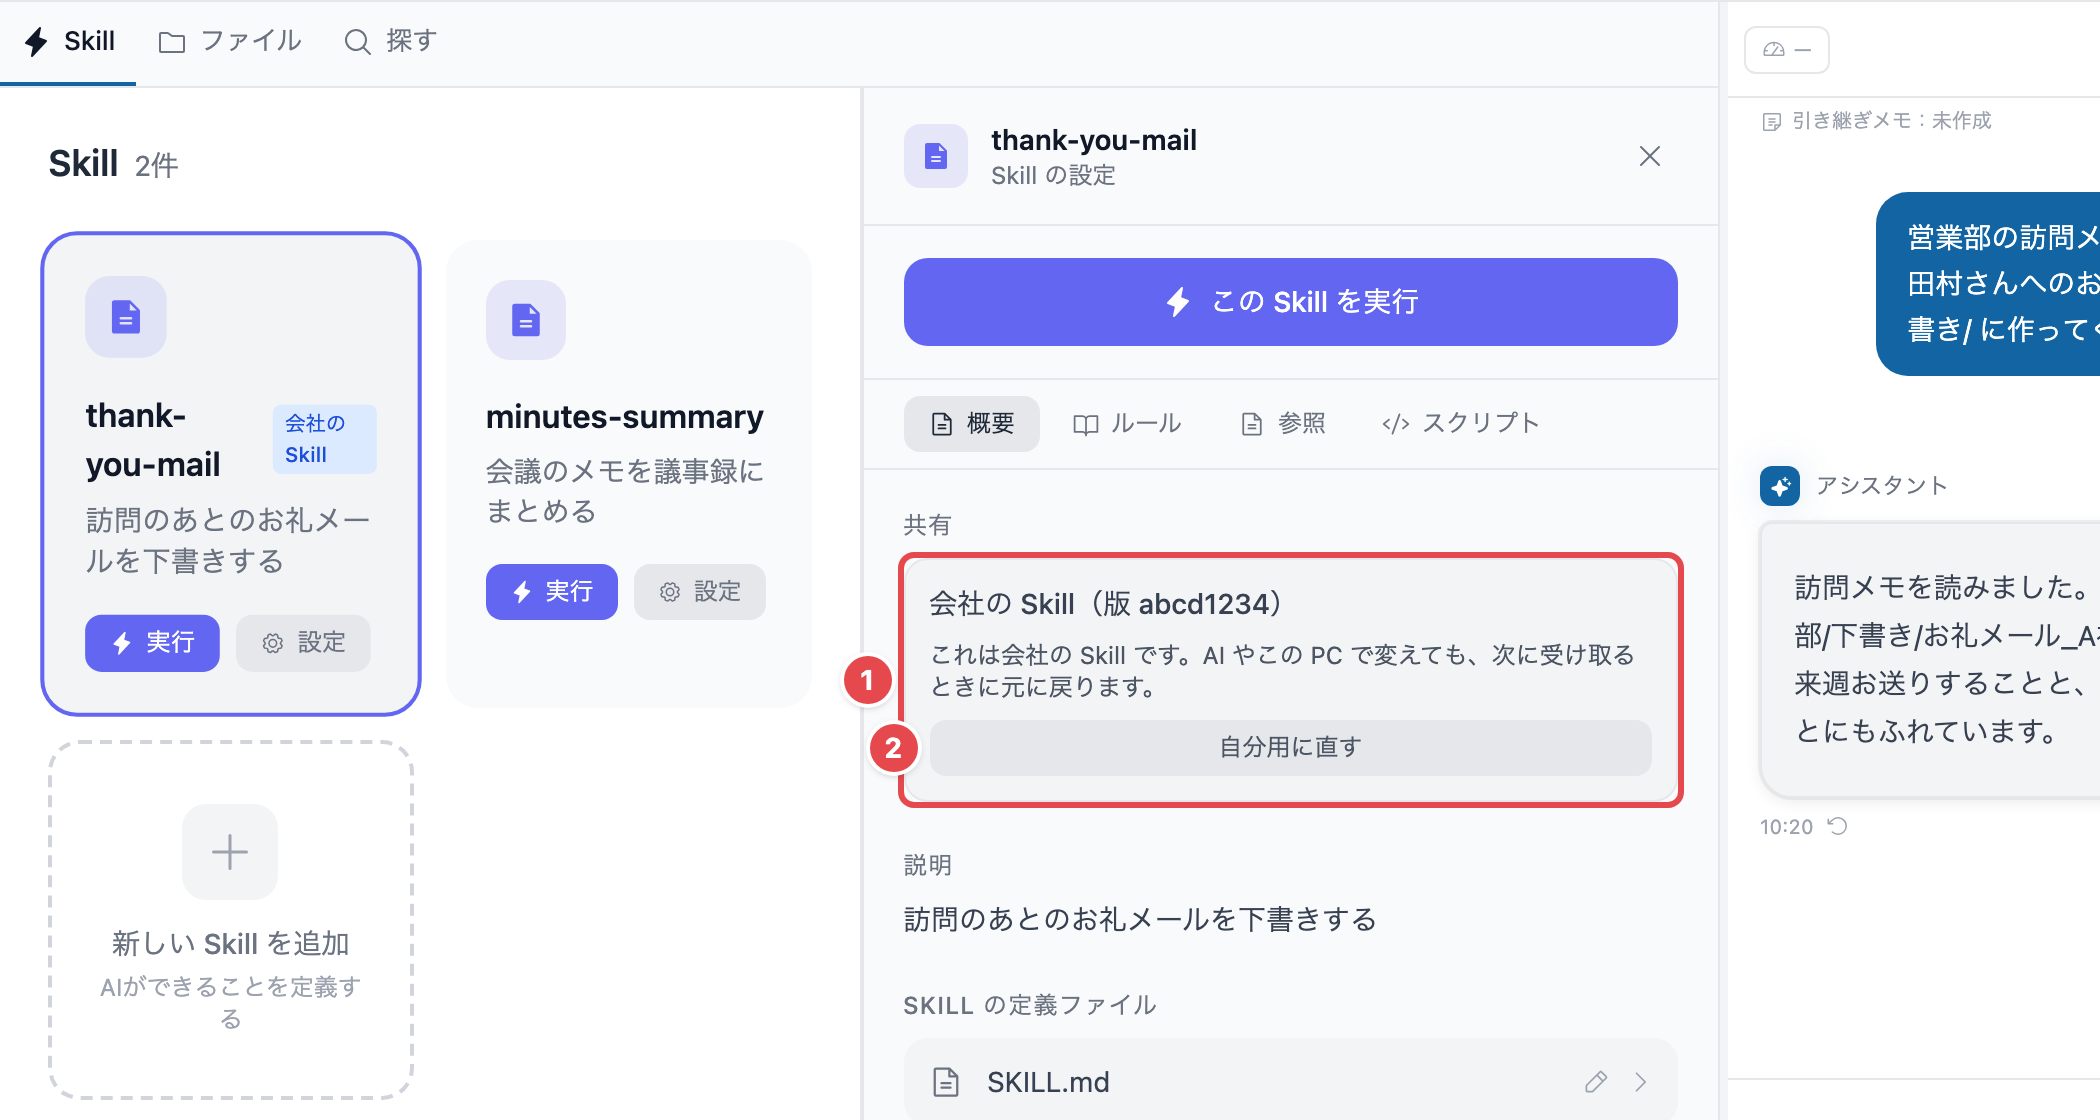 Skill
ファイル
探す
Skill 2件
thank-
you-mail
会社の
Skill
訪問のあとのお礼メー
ルを下書きする
実行
設定
minutes-summary
会議のメモを議事録に
まとめる
実行
設定
新しい Skill を追加
AIができることを定義す
る
thank-you-mail
Skill の設定
この Skill を実行
概要
ルール
参照
スクリプト
共有
会社の Skill（版 abcd1234）
これは会社の Skill です。AI やこの PC で変えても、次に受け取る
ときに元に戻ります。
1
2
自分用に直す
説明
訪問のあとのお礼メールを下書きする
SKILL の定義ファイル
SKILL.md
引き継ぎメモ：未作成
営業部の訪問メ
田村さんへのお
書き/ に作って
アシスタント
訪問メモを読みました。
部/下書き/お礼メール_A
来週お送りすることと、
とにもふれています。
10:20